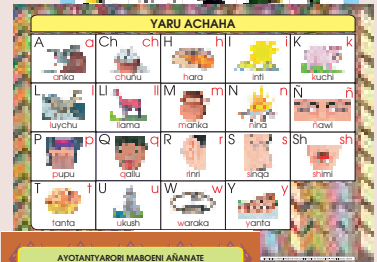 YARU ACHAHA
A a Ch ch H h I i K k
anka chuñu hara inti kuchi
L l Ll ll M m N n Ñ ñ
luychu llama manka nina ñawi
P p Q q R r S s Sh sh
pupu qallu rinri sinqa shimi
T t U u W w Y y
tanta ukush waraka yanta
AYOTANTYARORI MABOENI AÑANATE